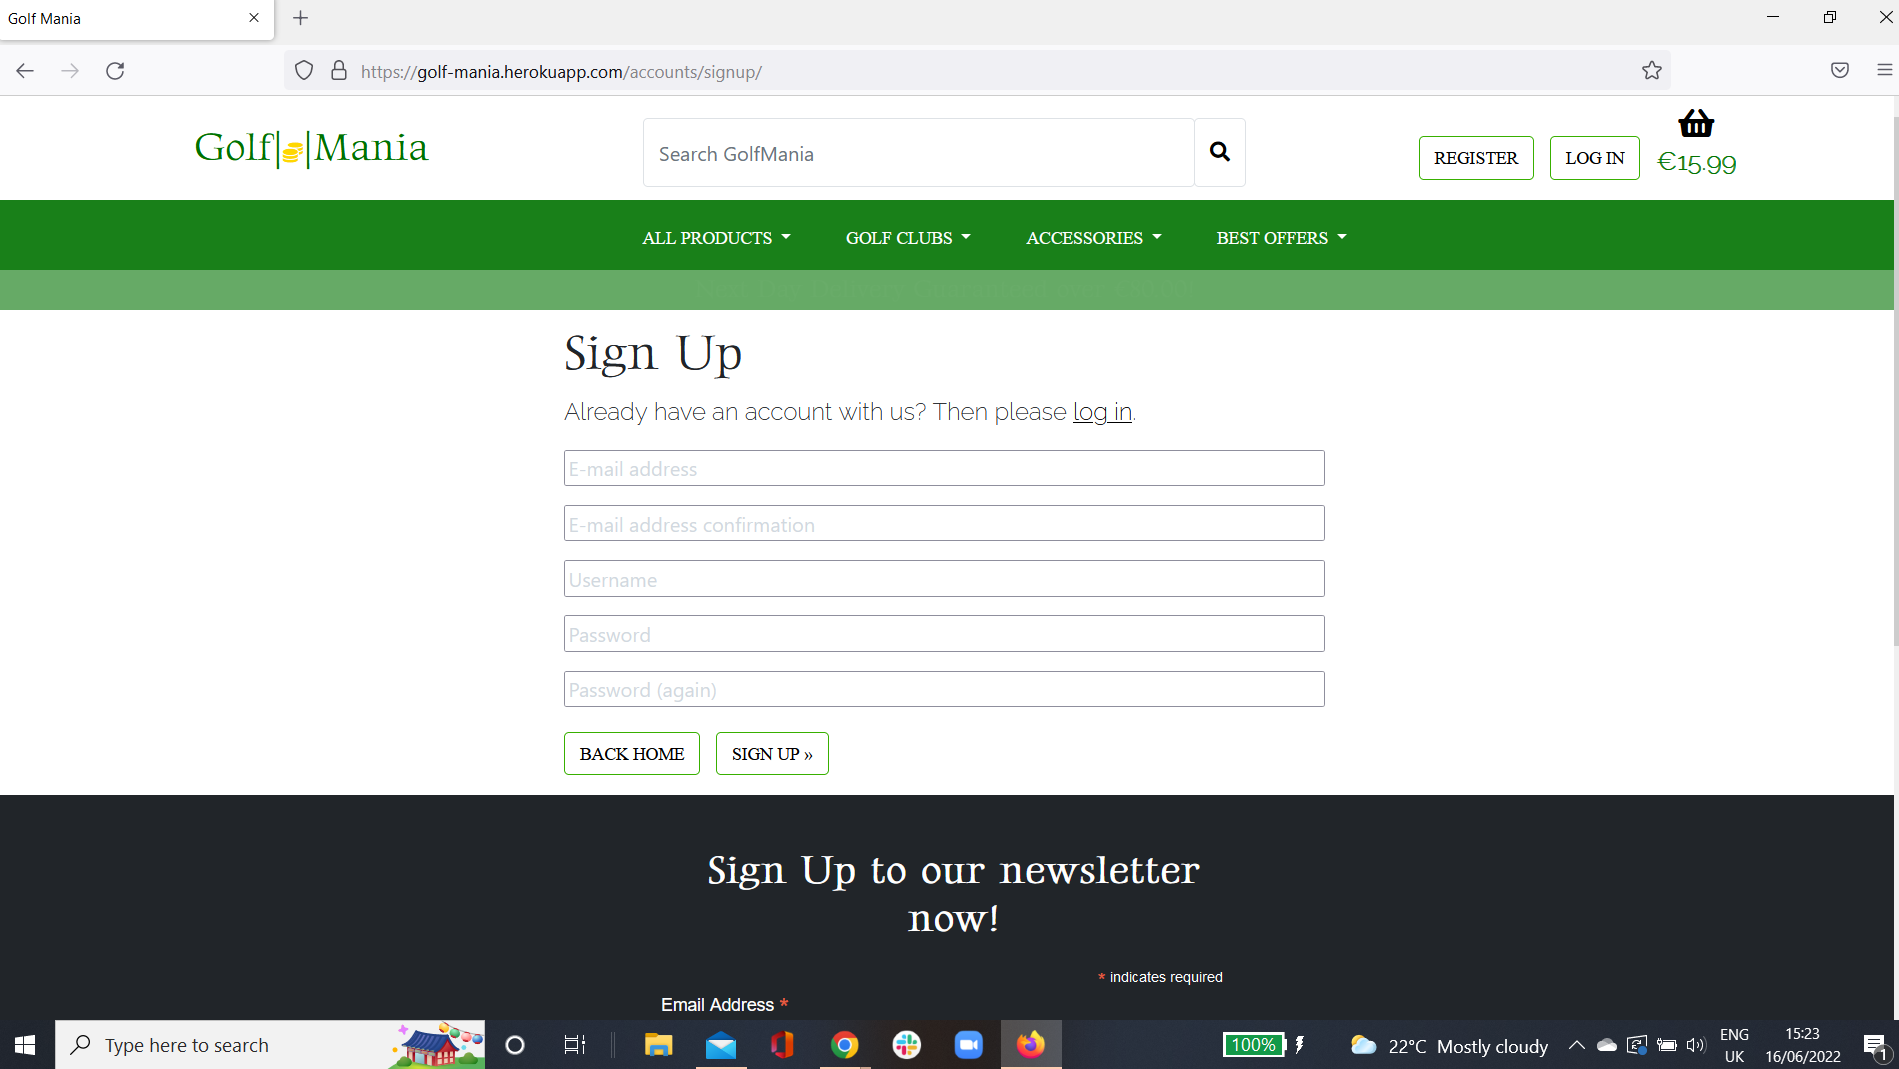 Golf Mania
https://golf-mania.herokuapp.com/accounts/signup/
Golf||Mania
Search GolfMania
REGISTER
LOG IN
€15.99
ALL PRODUCTS
GOLF CLUBS
ACCESSORIES
BEST OFFERS
Sign Up
Already have an account with us? Then please log in.
E-mail address
E-mail address confirmation
Username
Password
Password (again)
BACK HOME
SIGN UP »
Sign Up to our newsletter
now!
* indicates required
Email Address *
Type here to search
100%
22°C Mostly cloudy
ENG
UK
15:23
16/06/2022
1